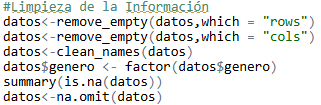 #Limpieza de la Información
datos<-remove_empty(datos,which = "rows")
datos<-remove_empty(datos,which = "cols")
datos<-clean_names(datos)
datos$genero <- factor(datos$genero)
summary(is.na(datos))
datos<-na.omit(datos)